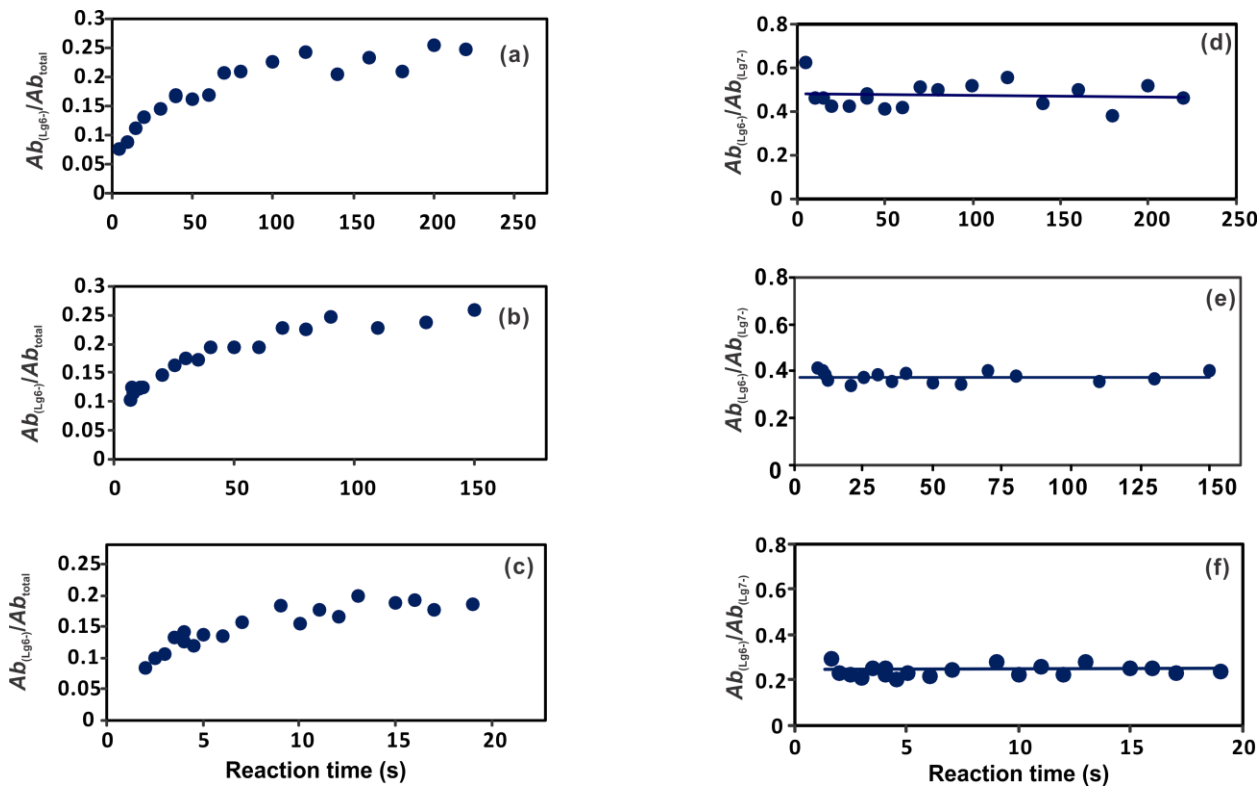 0.3
0.25
0.2
0.15
0.1
0.05
0
Ab(Lg6-)/Abtotal
(a)
0 50 100 150 200 250
0.8
0.6
0.4
0.2
0
Ab(Lg6-)/Ab(Lg7-)
(d)
0 50 100 150 200 250
0.3
0.25
0.2
0.15
0.1
0.05
0
Ab(Lg6-)/Abtotal
(b)
0 50 100 150
0.8
0.6
0.4
0.2
0
Ab(Lg6-)/Ab(Lg7-)
(e)
0 25 50 75 100 125 150
0.25
0.2
0.15
0.1
0.05
0
Ab(Lg6-)/Abtotal
(c)
0 5 10 15 20
Reaction time (s)
0.8
0.6
0.4
0.2
0
Ab(Lg6-)/Ab(Lg7-)
(f)
0 5 10 15 20
Reaction time (s)